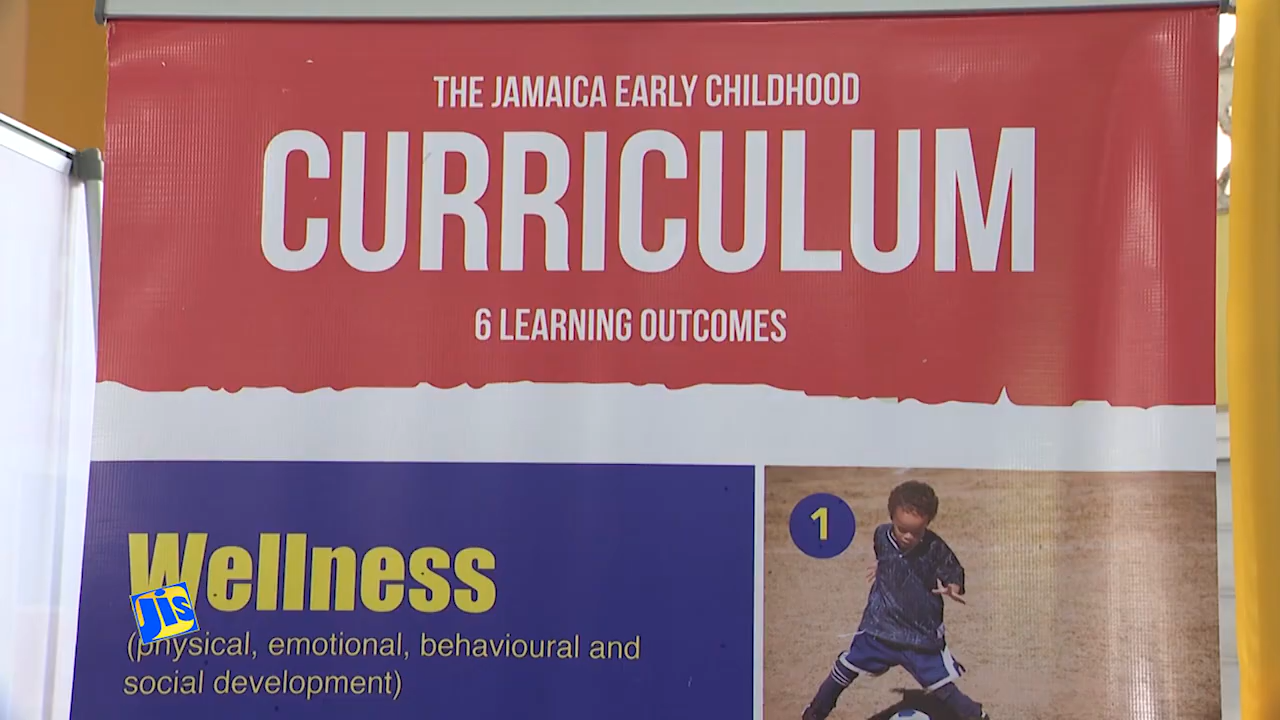 THE JAMAICA EARLY CHILDHOOD
CURRICULUM
6 LEARNING OUTCOMES
1
Wellness
Jis
(physical, emotional, behavioural and
social development)